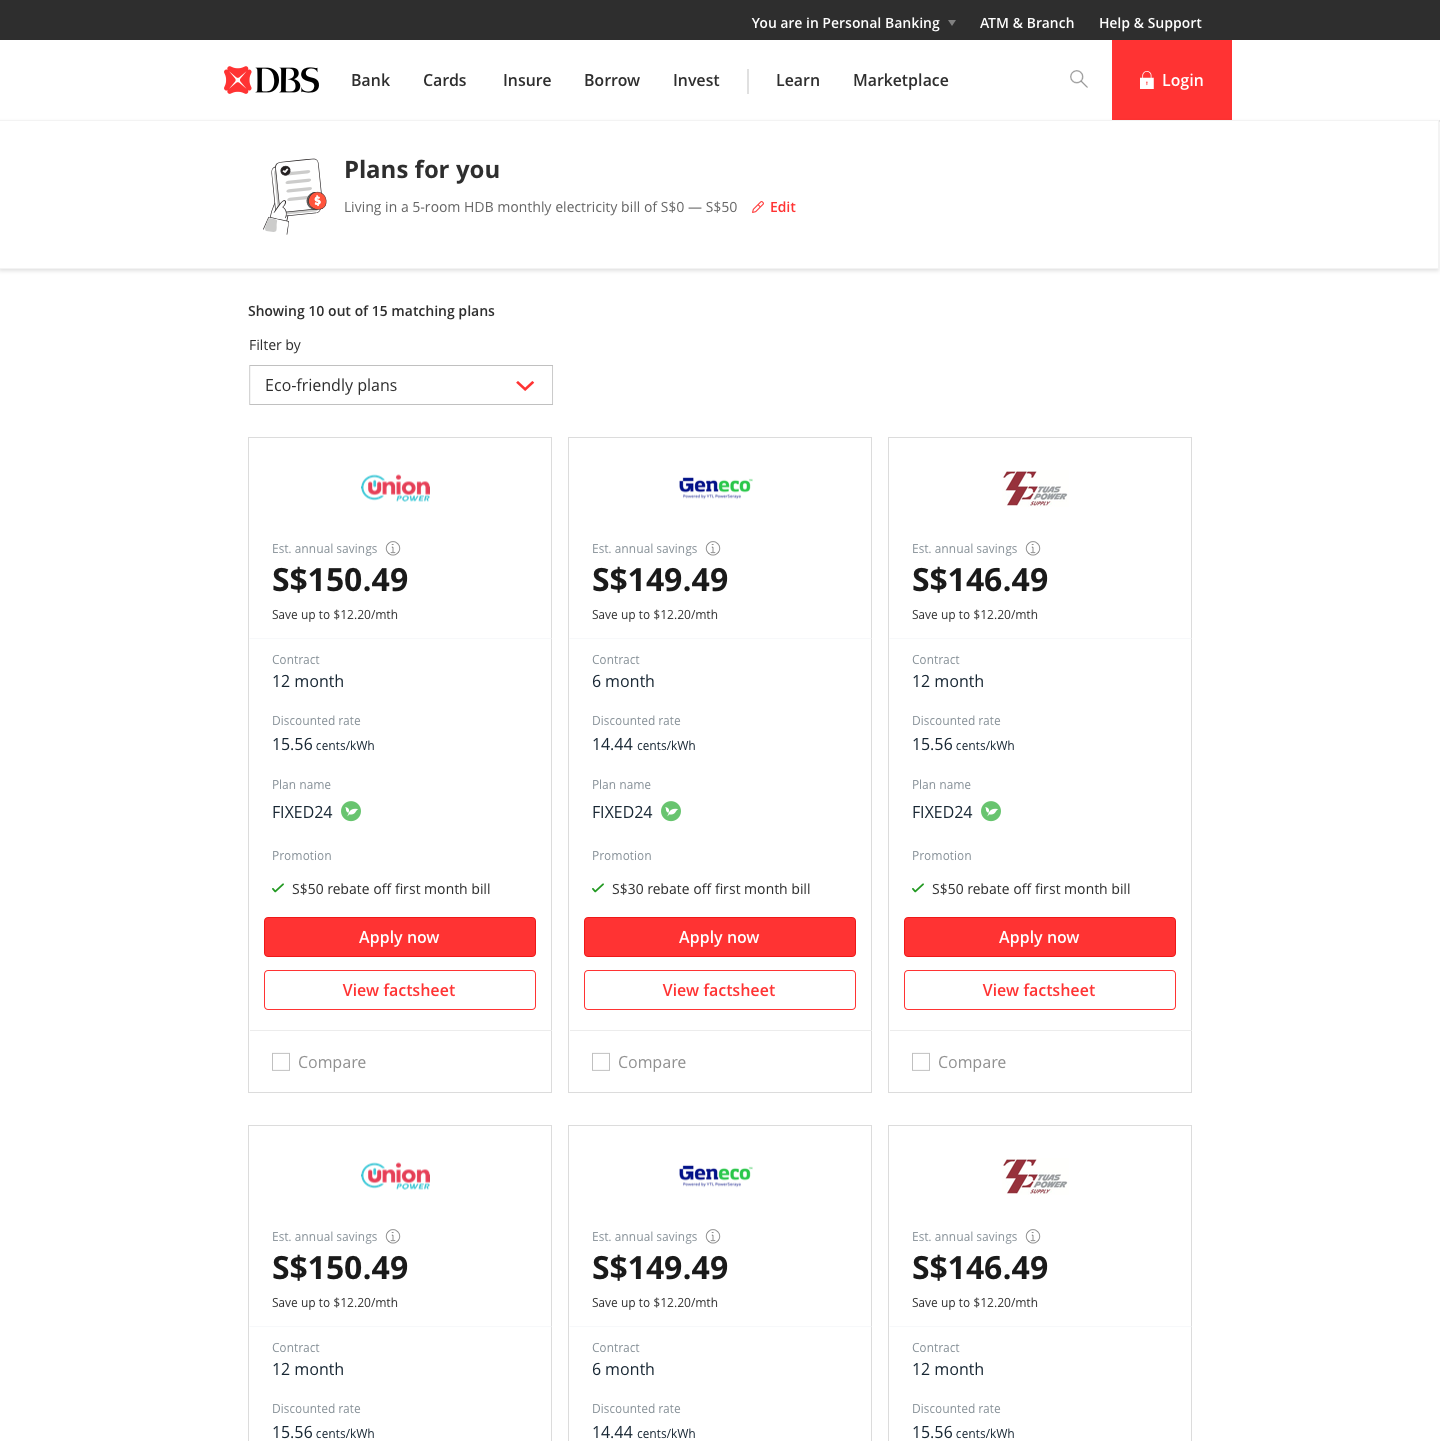 You are in Personal Banking ATM & Branch Help & Support
DBS Bank Cards Insure Borrow Invest Learn Marketplace Login
Plans for you
$
Living in a 5-room HDB monthly electricity bill of S$0 — S$50 Edit
Showing 10 out of 15 matching plans
Filter by
Eco-friendly plans
Union POWER
Est. annual savings
S$150.49
Save up to $12.20/mth
Contract
12 month
Discounted rate
15.56 cents/kWh
Plan name
FIXED24
Promotion
S$50 rebate off first month bill
Apply now
View factsheet
Compare
Geneco
Powered by YTL PowerSeraya
Est. annual savings
S$149.49
Save up to $12.20/mth
Contract
6 month
Discounted rate
14.44 cents/kWh
Plan name
FIXED24
Promotion
S$30 rebate off first month bill
Apply now
View factsheet
Compare
TUAS
POWER
SUPPLY
Est. annual savings
S$146.49
Save up to $12.20/mth
Contract
12 month
Discounted rate
15.56 cents/kWh
Plan name
FIXED24
Promotion
S$50 rebate off first month bill
Apply now
View factsheet
Compare
Union POWER
Est. annual savings
S$150.49
Save up to $12.20/mth
Contract
12 month
Discounted rate
15.56 cents/kWh
Geneco
Powered by YTL PowerSeraya
Est. annual savings
S$149.49
Save up to $12.20/mth
Contract
6 month
Discounted rate
14.44 cents/kWh
TUAS
POWER
SUPPLY
Est. annual savings
S$146.49
Save up to $12.20/mth
Contract
12 month
Discounted rate
15.56 cents/kWh